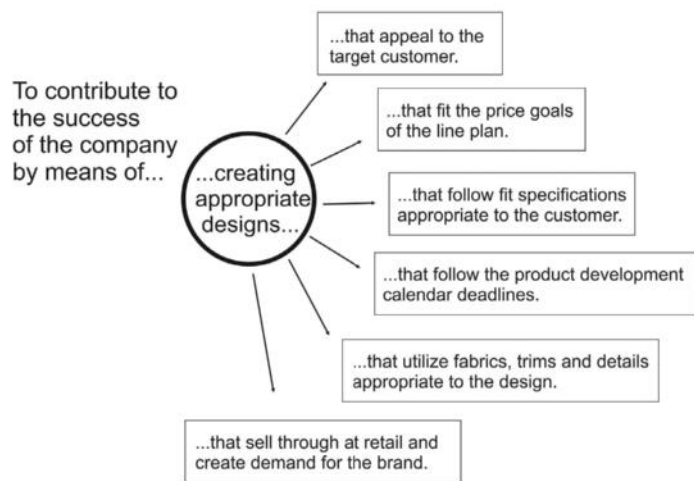 To contribute to
the success
of the company
by means of...
...creating
appropriate
designs...
...that appeal to the
target customer.
...that fit the price goals
of the line plan.
...that follow fit specifications
appropriate to the customer.
...that follow the product development
calendar deadlines.
...that utilize fabrics, trims and details
appropriate to the design.
...that sell through at retail and
create demand for the brand.